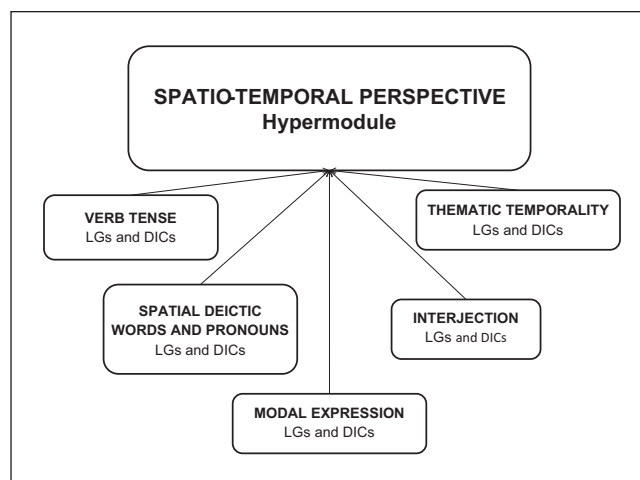 SPATIO-TEMPORAL PERSPECTIVE
Hypermodule
VERB TENSE
LGs and DICs
THEMATIC TEMPORALITY
LGs and DICs
SPATIAL DEICTIC
WORDS AND PRONOUNS
LGs and DICs
INTERJECTION
LGs and DICs
MODAL EXPRESSION
LGs and DICs